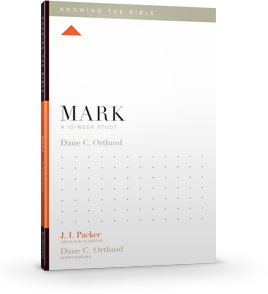 KNOWING THE BIBLE
MARK
A 12-WEEK STUDY
Dane C. Ortlund
J. I. Packer
Dane C. Ortlund